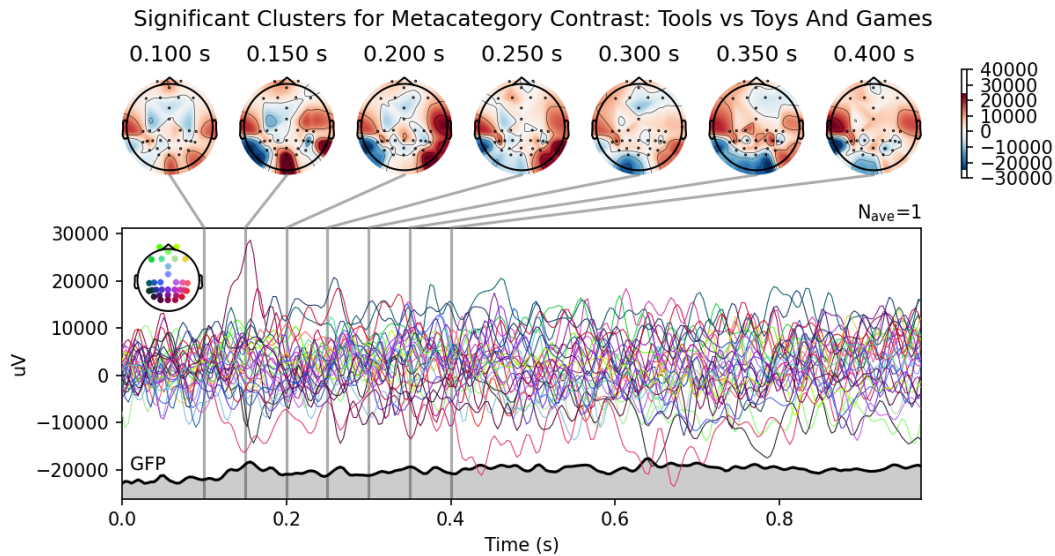 Significant Clusters for Metacategory Contrast: Tools vs Toys And Games
0.100 s 0.150 s 0.200 s 0.250 s 0.300 s 0.350 s 0.400 s
40000
30000
20000
10000
0
−10000
−20000
−30000
Nave=1
30000
20000
10000
0
−10000
−20000
uV
GFP
0.0 0.2 0.4 0.6 0.8
Time (s)